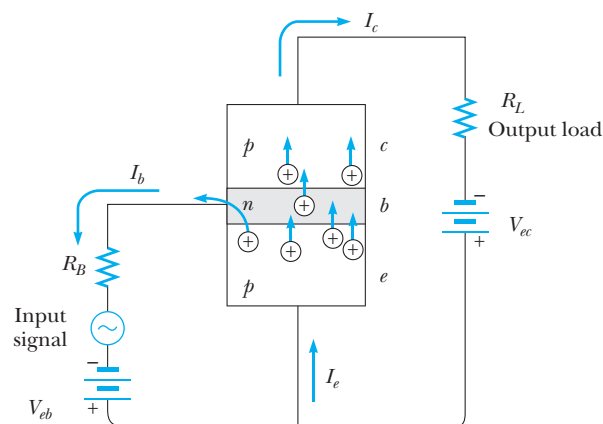 I_c
R_L
Output load
p
c
I_b
n
b
V_ec
R_B
p
e
Input
signal
I_e
V_eb
+
+
+
+
+
+
+
−
+
−
+